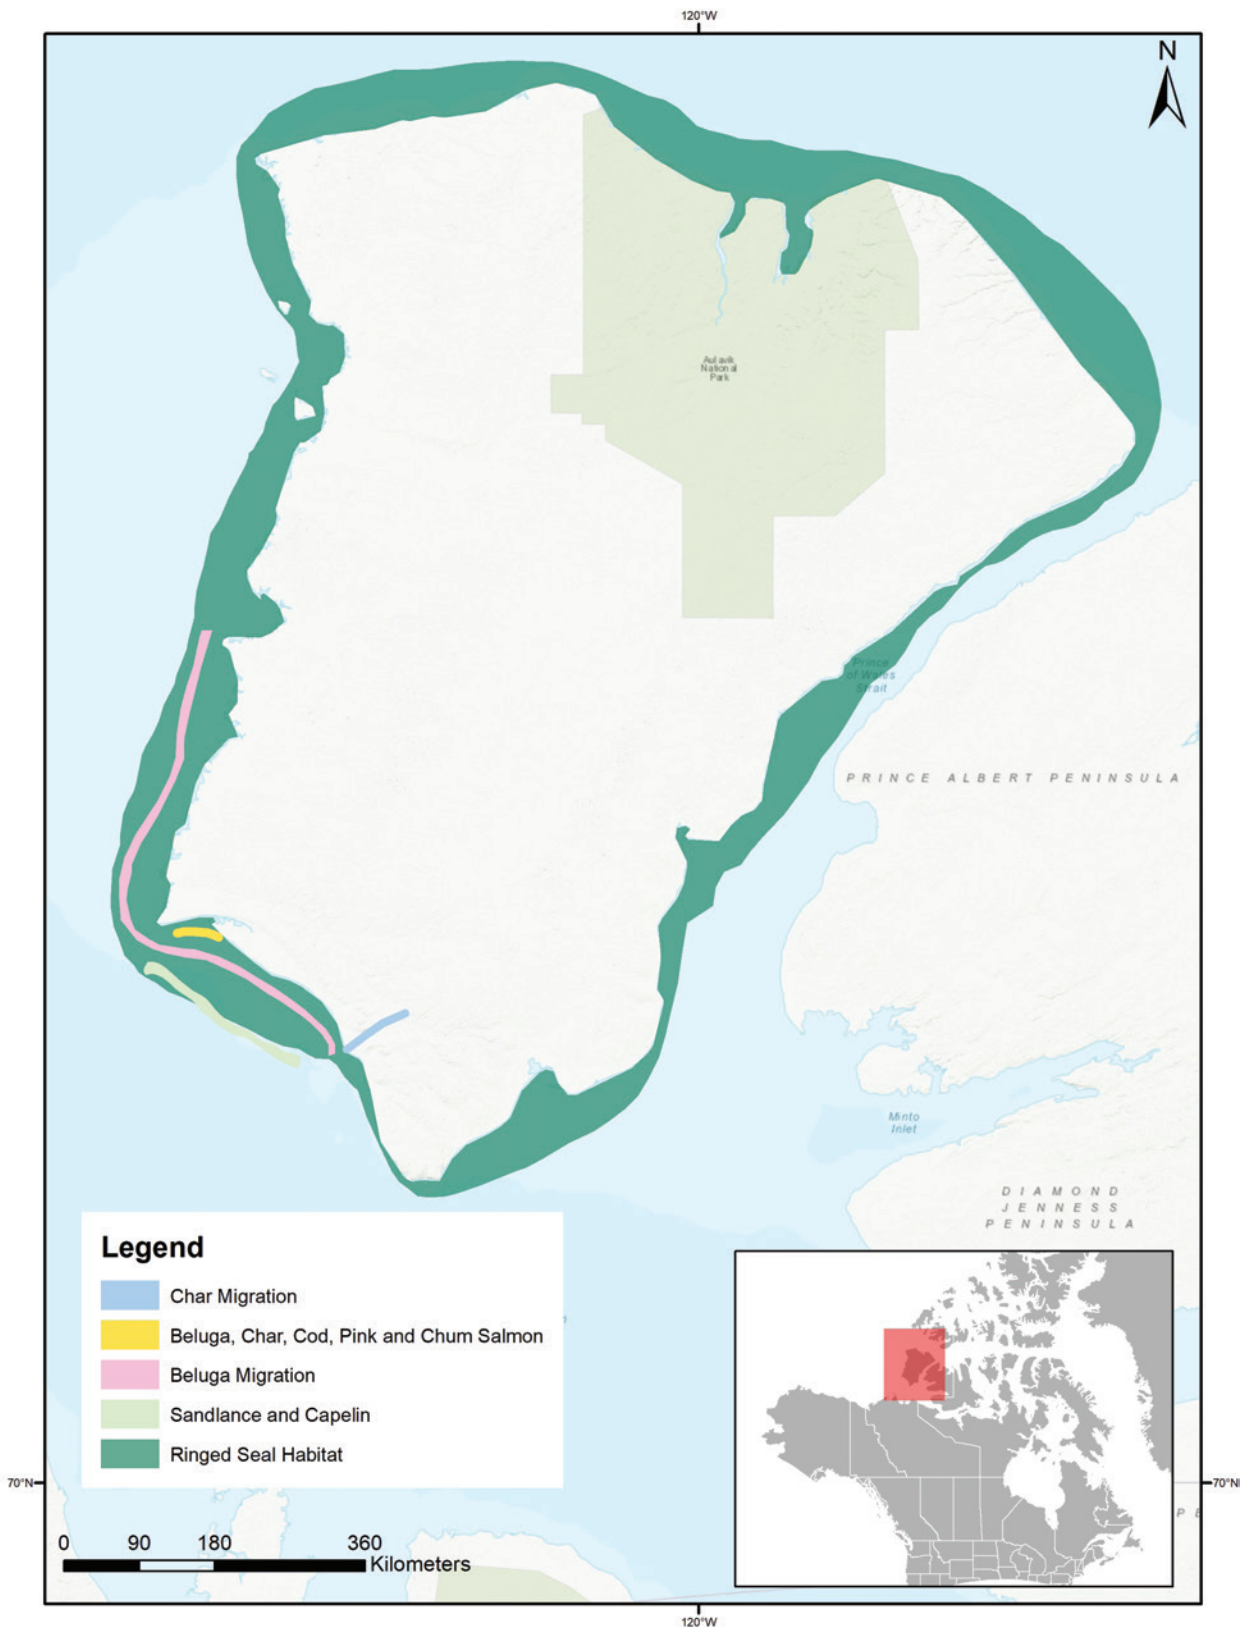 120°W
N
Aulavik
National
Park
Prince
of Wales
Strait
PRINCE ALBERT PENINSULA
Minto
Inlet
DIAMOND
JENNESS
PENINSULA
Legend
Char Migration
Beluga, Char, Cod, Pink and Chum Salmon
Beluga Migration
Sandlance and Capelin
Ringed Seal Habitat
70°N
70°N
0 90 180 360
Kilometers
120°W